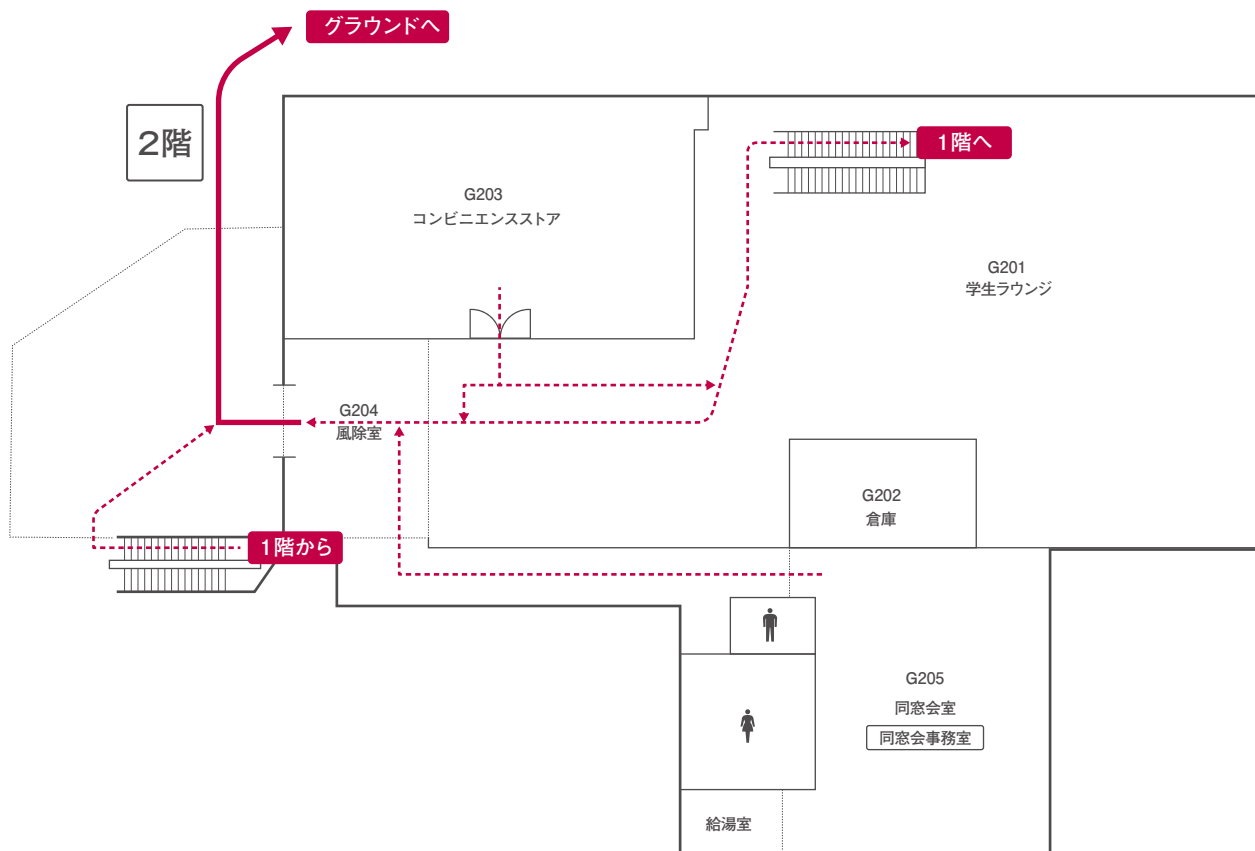 グラウンドへ
2階
1階へ
G203
コンビニエンスストア
G201
学生ラウンジ
G204
風除室
G202
倉庫
1階から
G205
同窓会室
同窓会事務室
給湯室